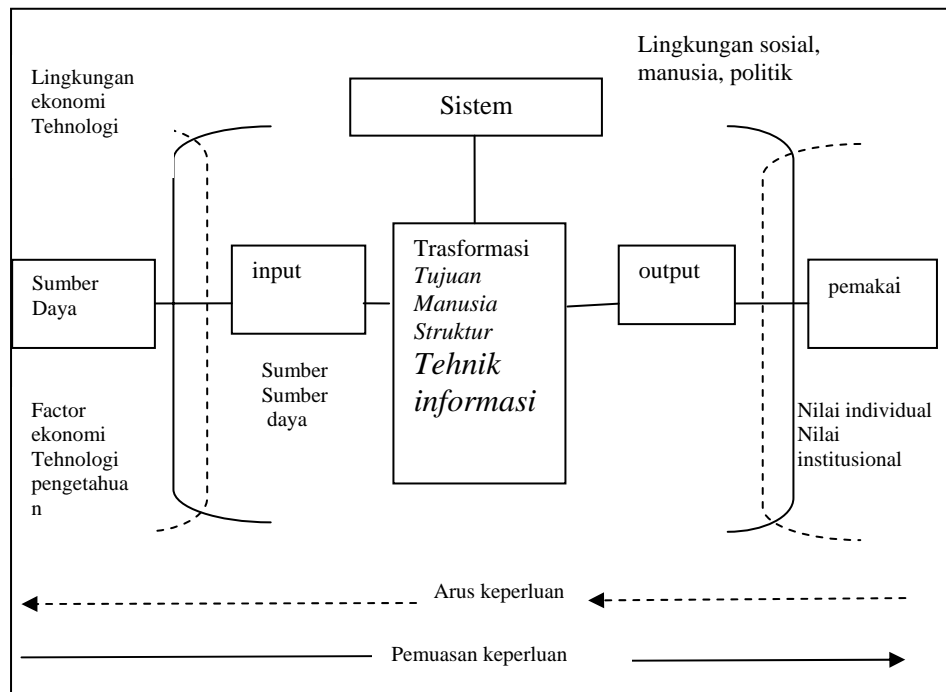 Lingkungan sosial,
manusia, politik
Lingkungan
ekonomi
Tehnologi
Sistem
Sumber
Daya
input
Trasformasi
Tujuan
Manusia
Struktur
Tehnik
informasi
output
pemakai
Sumber
Sumber
daya
Factor
ekonomi
Tehnologi
pengetahua
n
Nilai individual
Nilai
institusional
Arus keperluan
Pemuasan keperluan